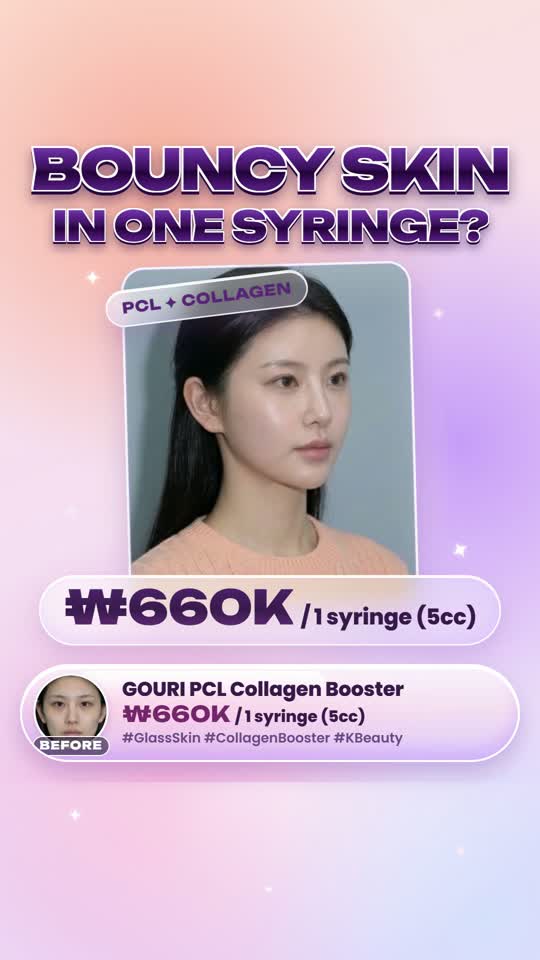 BOUNCY SKIN
IN ONE SYRINGE?
PCL ✦ COLLAGEN
₩660K / 1 syringe (5cc)
GOURI PCL Collagen Booster
₩660K / 1 syringe (5cc)
#GlassSkin #CollagenBooster #KBeauty
BEFORE